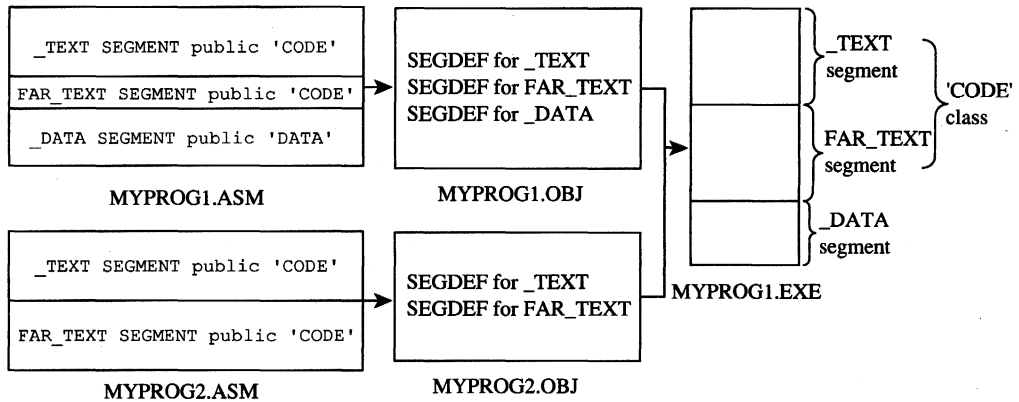 _TEXT SEGMENT public 'CODE'
FAR_TEXT SEGMENT public 'CODE'
_DATA SEGMENT public 'DATA'
MYPROG1.ASM
SEGDEF for _TEXT
SEGDEF for FAR_TEXT
SEGDEF for _DATA
MYPROG1.OBJ
_TEXT SEGMENT public 'CODE'
FAR_TEXT SEGMENT public 'CODE'
MYPROG2.ASM
SEGDEF for _TEXT
SEGDEF for FAR_TEXT
MYPROG2.OBJ
_TEXT
segment
FAR_TEXT
segment
_DATA
segment
'CODE'
class
MYPROG1.EXE